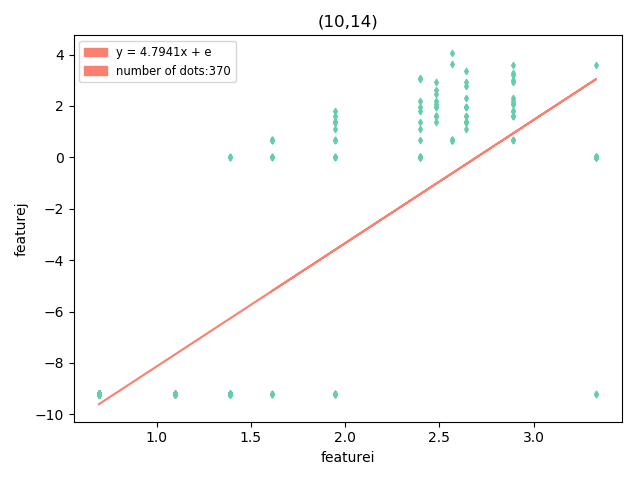 (10,14)
y = 4.7941x + e
number of dots:370
4
2
0
−2
−4
−6
−8
−10
featurej
1.0 1.5 2.0 2.5 3.0
featurei